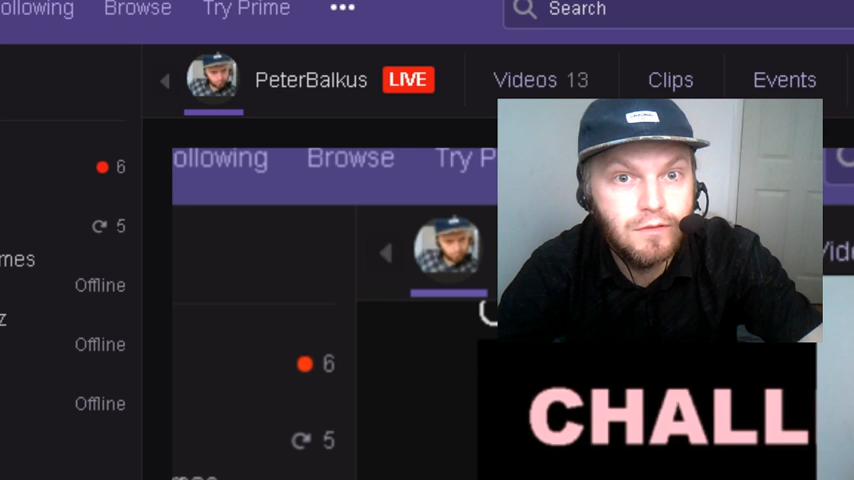 ollowing Browse Try Prime ••• Search
PeterBalkus LIVE Videos 13 Clips Events
6
ollowing Browse Try P
5
mes
Offline
z
Offline
6
Offline
CHALL
5